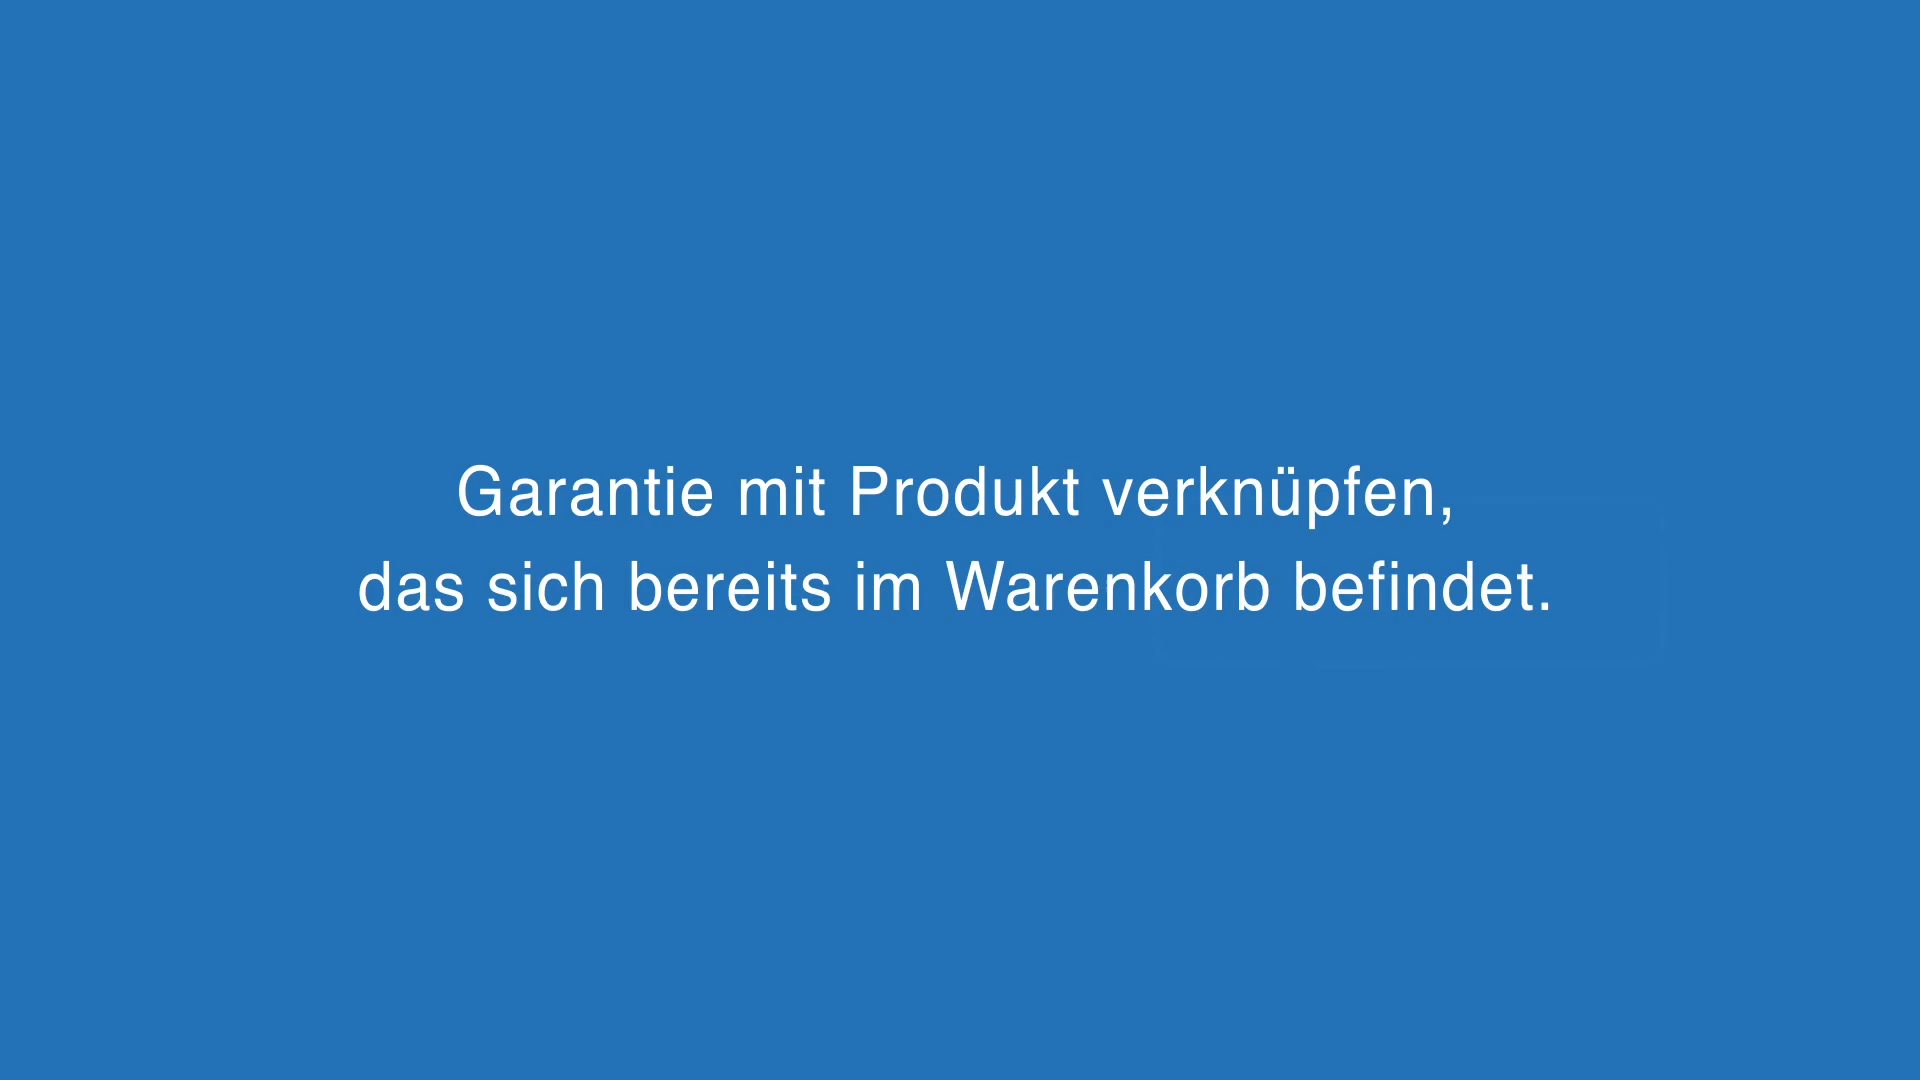 Garantie mit Produkt verknüpfen,
das sich bereits im Warenkorb befindet.